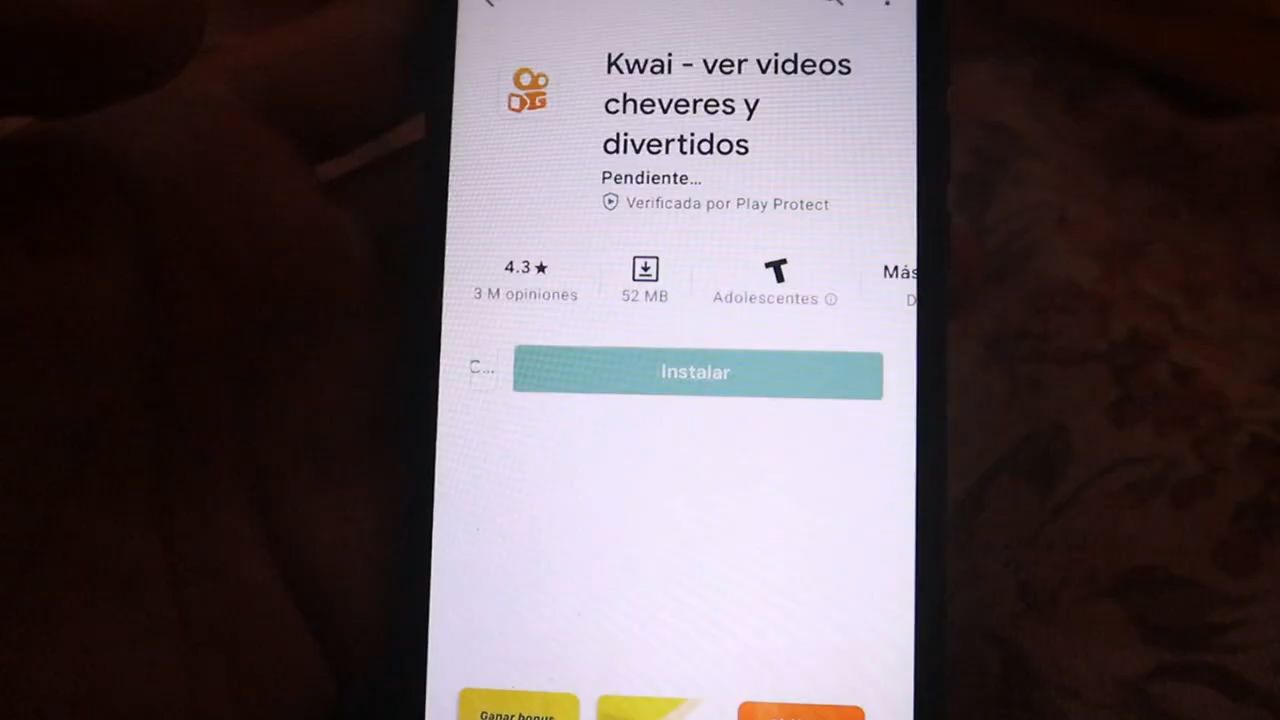 Kwai - ver videos
cheveres y
divertidos
Pendiente...
Verificada por Play Protect
4.3★
3 M opiniones
52 MB
T
Adolescentes
Más
D
C...
Instalar
Ganar bonus